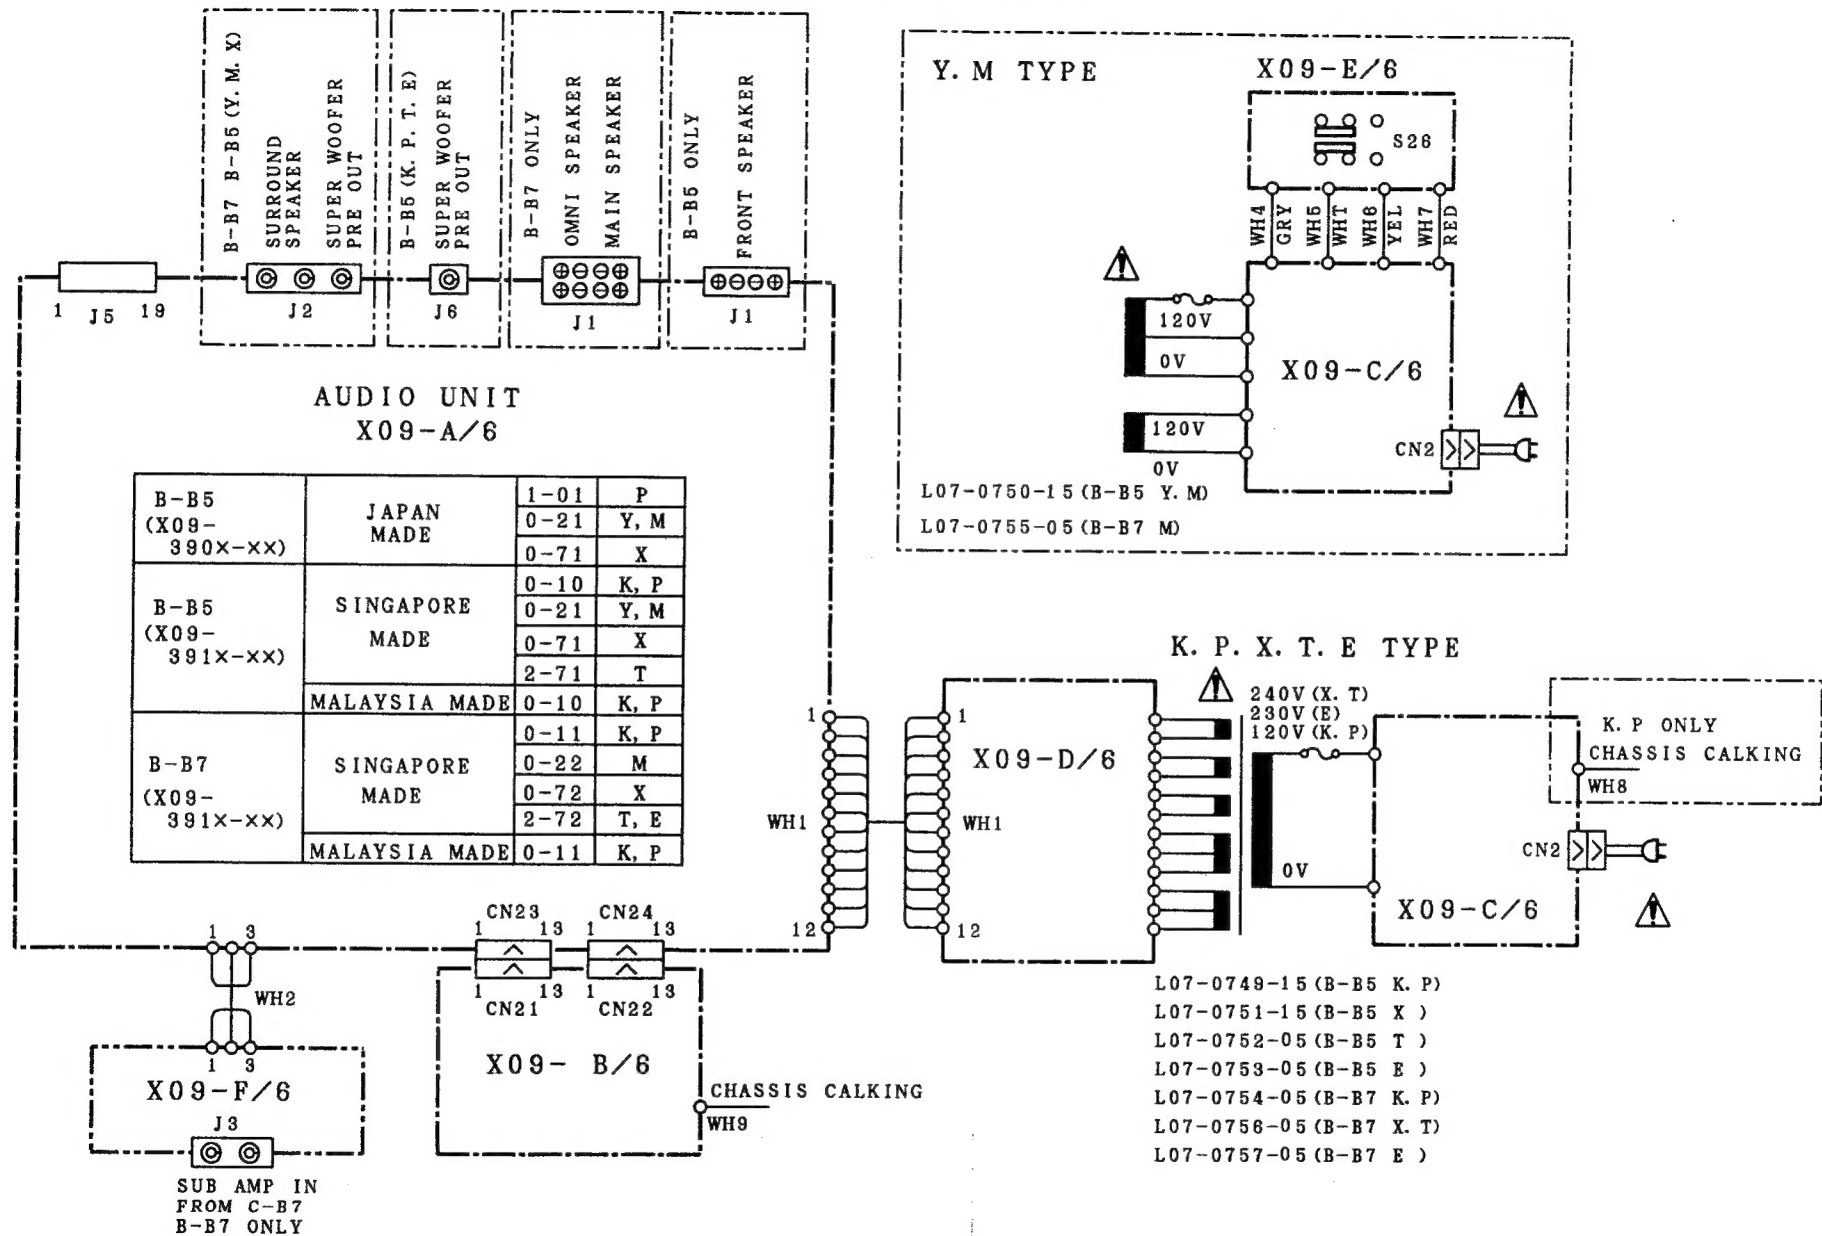 B-B7 B-B5(Y. M. X)
SURROUND
SPEAKER
SUPER WOOFER
PRE OUT
B-B5(K. P. T. E)
SUPER WOOFER
PRE OUT
B-B7 ONLY
OMNI SPEAKER
MAIN SPEAKER
B-B5 ONLY
FRONT SPEAKER
1 J5 19
J2
J6
J1
J1
AUDIO UNIT
X09-A/6
B-B5
(X09-
390X-XX)
JAPAN
MADE
1-01 P
0-21 Y, M
0-71 X
B-B5
(X09-
391X-XX)
SINGAPORE
MADE
0-10 K, P
0-21 Y, M
0-71 X
2-71 T
MALAYSIA MADE 0-10 K, P
B-B7
(X09-
391X-XX)
SINGAPORE
MADE
0-11 K, P
0-22 M
0-72 X
2-72 T, E
MALAYSIA MADE 0-11 K, P
Y. M TYPE
X09-E/6
S26
WH4
GRY
WH5
WHT
WH6
YEL
WH7
RED
120V
0V
120V
0V
X09-C/6
CN2
L07-0750-15(B-B5 Y. M)
L07-0755-05(B-B7 M)
K. P. X. T. E TYPE
1
WH1
12
1
X09-D/6
WH1
12
240V(X. T)
230V(E)
120V(K. P)
0V
K. P ONLY
CHASSIS CALKING
WH8
CN2
X09-C/6
L07-0749-15(B-B5 K. P)
L07-0751-15(B-B5 X )
L07-0752-05(B-B5 T )
L07-0753-05(B-B5 E )
L07-0754-05(B-B7 K. P)
L07-0756-05(B-B7 X. T)
L07-0757-05(B-B7 E )
1 3
WH2
1 3
X09-F/6
J3
SUB AMP IN
FROM C-B7
B-B7 ONLY
CN23 CN24
1 13 1 13
1 13 1 13
CN21 CN22
X09- B/6
CHASSIS CALKING
WH9